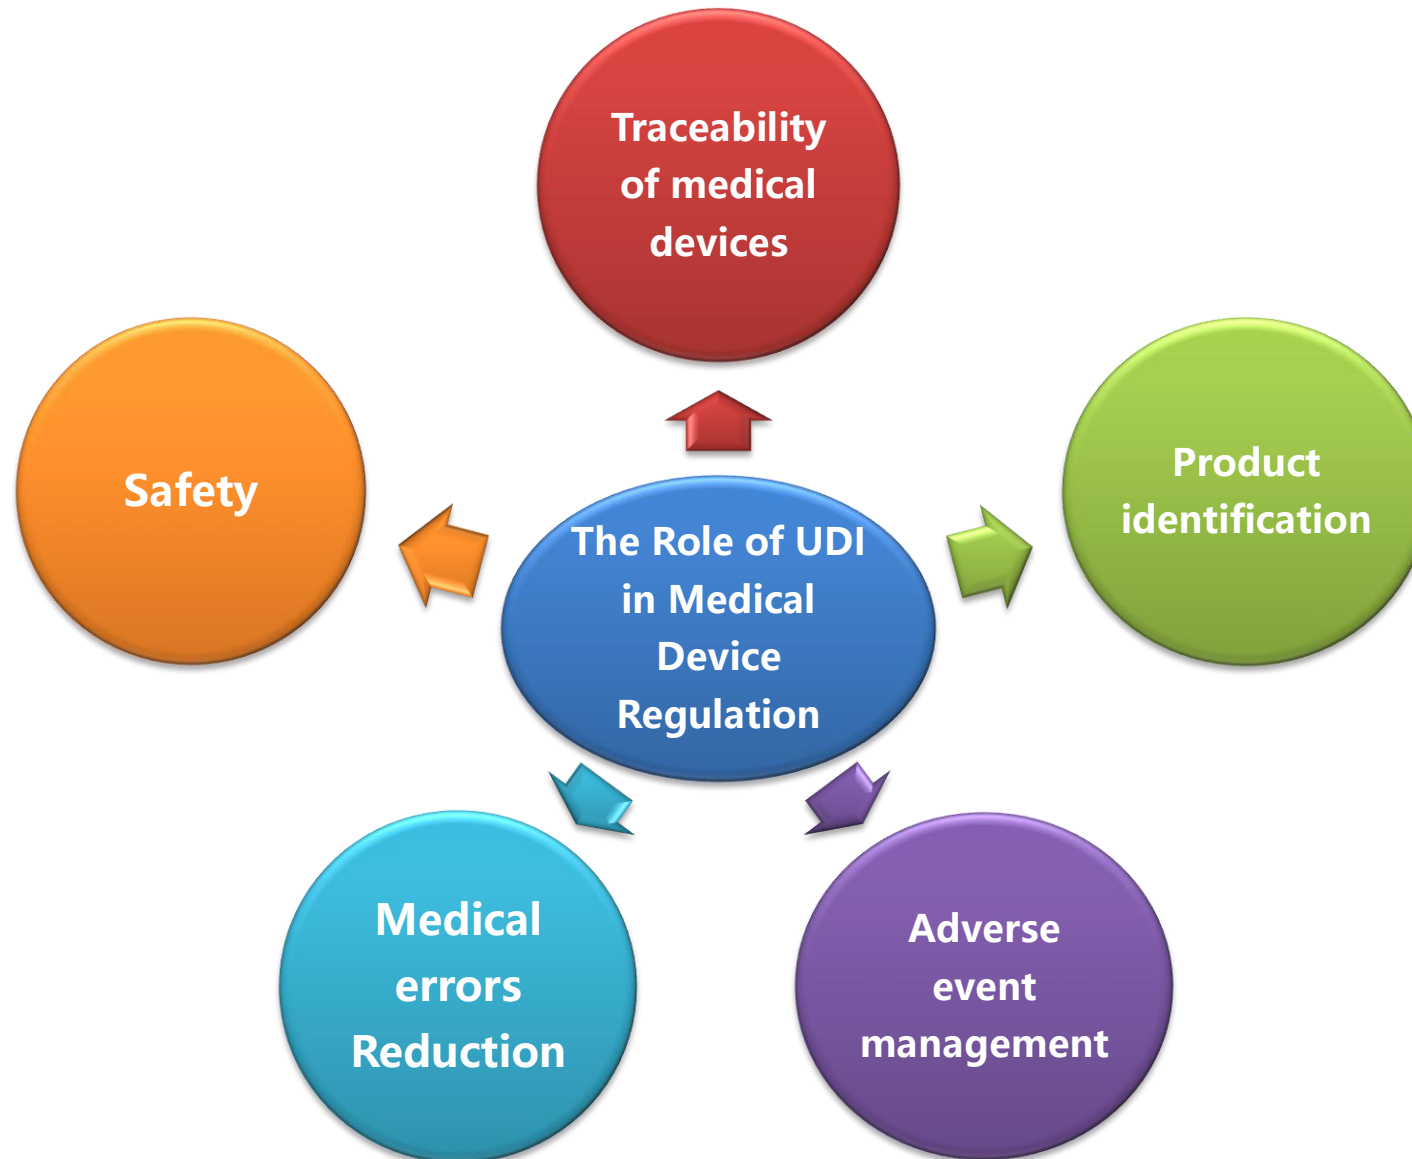 Traceability
of medical
devices
Safety
Product
identification
The Role of UDI
in Medical
Device
Regulation
Medical
errors
Reduction
Adverse
event
management